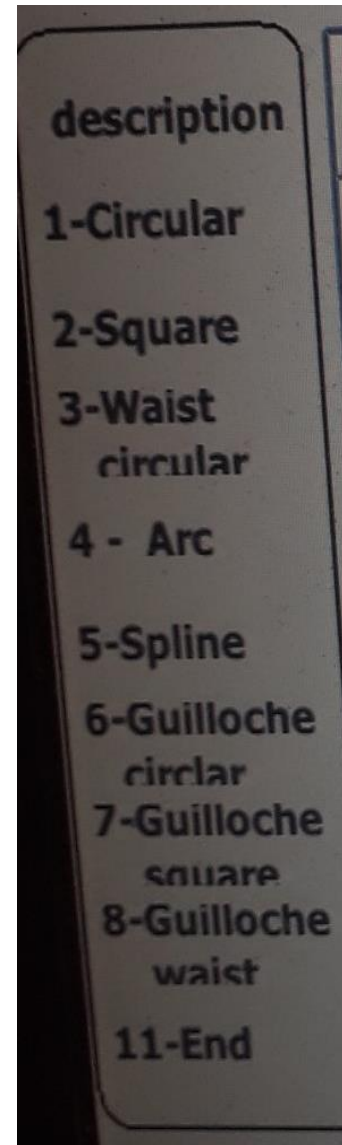 description
1-Circular
2-Square
3-Waist
circular
4 - Arc
5-Spline
6-Guilloche
circlar
7-Guilloche
square
8-Guilloche
waist
11-End